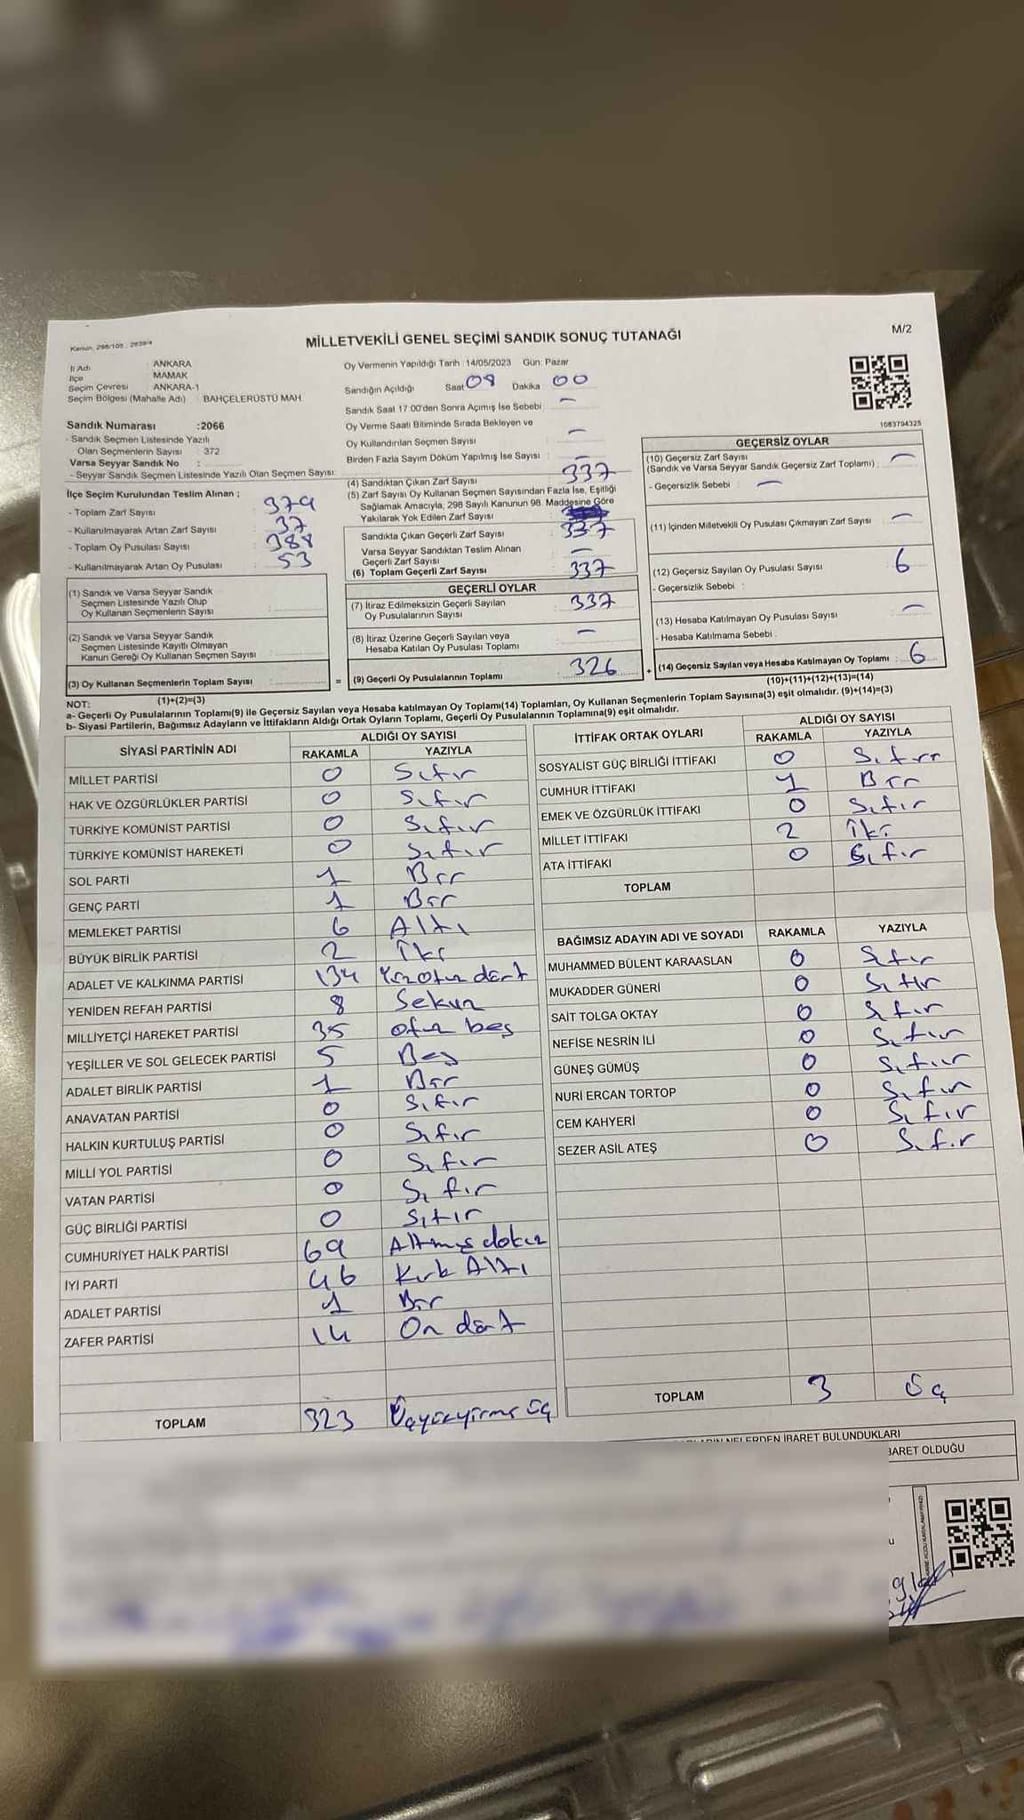 Kanun: 298/105 : 2839/4
MİLLETVEKİLİ GENEL SEÇİMİ SANDIK SONUÇ TUTANAĞI
M/2
İl Adı : ANKARA
İlçe : MAMAK
Seçim Çevresi : ANKARA-1
Seçim Bölgesi (Mahalle Adı) : BAHÇELERÜSTÜ MAH.
Sandık Numarası :2066
- Sandık Seçmen Listesinde Yazılı
Olan Seçmenlerin Sayısı : 372
Varsa Seyyar Sandık No :
- Seyyar Sandık Seçmen Listesinde Yazılı Olan Seçmen Sayısı:
İlçe Seçim Kurulundan Teslim Alınan ;
- Toplam Zarf Sayısı : 379
- Kullanılmayarak Artan Zarf Sayısı : 37
- Toplam Oy Pusulası Sayısı :
- Kullanılmayarak Artan Oy Pusulası : 53
(1) Sandık ve Varsa Seyyar Sandık
Seçmen Listesinde Yazılı Olup
Oy Kullanan Seçmenlerin Sayısı :
(2) Sandık ve Varsa Seyyar Sandık
Seçmen Listesinde Kayıtlı Olmayan
Kanun Gereği Oy Kullanan Seçmen Sayısı :
(3) Oy Kullanan Seçmenlerin Toplam Sayısı : =
(1)+(2)=(3)
Oy Vermenin Yapıldığı Tarih :14/05/2023 Gün: Pazar
Sandığın Açıldığı Saat 08 Dakika 00
Sandık Saat 17:00'den Sonra Açmış İse Sebebi : -
Oy Verme Saati Bitiminde Sırada Bekleyen ve
Oy Kullandırılan Seçmen Sayısı : -
Birden Fazla Sayım Döküm Yapılmış İse Sayısı : -
(4) Sandıktan Çıkan Zarf Sayısı : 337
(5) Zarf Sayısı Oy Kullanan Seçmen Sayısından Fazla İse, Eşitliği
Sağlamak Amacıyla, 298 Sayılı Kanunun 98. Maddesine Göre
Yakılarak Yok Edilen Zarf Sayısı
Sandıkta Çıkan Geçerli Zarf Sayısı : 337
Varsa Seyyar Sandıktan Teslim Alınan
Geçerli Zarf Sayısı : -
(6) Toplam Geçerli Zarf Sayısı : 337
GEÇERLİ OYLAR
(7) İtiraz Edilmeksizin Geçerli Sayılan
Oy Pusulalarının Sayısı : 337
(8) İtiraz Üzerine Geçerli Sayılan veya
Hesaba Katılan Oy Pusulası Toplamı : -
(9) Geçerli Oy Pusulalarının Toplamı : 326 +
1083794325
GEÇERSİZ OYLAR
(10) Geçersiz Zarf Sayısı
(Sandık ve Varsa Seyyar Sandık Geçersiz Zarf Toplamı) : -
- Geçersizlik Sebebi : -
(11) İçinden Milletvekili Oy Pusulası Çıkmayan Zarf Sayısı : -
(12) Geçersiz Sayılan Oy Pusulası Sayısı : 6
- Geçersizlik Sebebi :
(13) Hesaba Katılmayan Oy Pusulası Sayısı : -
- Hesaba Katılmama Sebebi :
(14) Geçersiz Sayılan veya Hesaba Katılmayan Oy Toplamı : 6
(10)+(11)+(12)+(13)=(14)
NOT:
a- Geçerli Oy Pusulalarının Toplamı(9) ile Geçersiz Sayılan veya Hesaba katılmayan Oy Toplamı(14) Toplamları, Oy Kullanan Seçmenlerin Toplam Sayısına(3) eşit olmalıdır. (9)+(14)=(3)
b- Siyasi Partilerin, Bağımsız Adayların ve İttifakların Aldığı Ortak Oyların Toplamı, Geçerli Oy Pusulalarının Toplamına(9) eşit olmalıdır.
SİYASİ PARTİNİN ADI
ALDIĞI OY SAYISI
RAKAMLA YAZIYLA
MİLLET PARTİSİ 0 Sıfır
HAK VE ÖZGÜRLÜKLER PARTİSİ 0 Sıfır
TÜRKİYE KOMÜNİST PARTİSİ 0 Sıfır
TÜRKİYE KOMÜNİST HAREKETİ 0 Sıfır
SOL PARTİ 1 Bir
GENÇ PARTİ 1 Bir
MEMLEKET PARTİSİ 6 Altı
BÜYÜK BİRLİK PARTİSİ 2 İki
ADALET VE KALKINMA PARTİSİ 134 Yüzotuz dört
YENİDEN REFAH PARTİSİ 8 Sekiz
MİLLİYETÇİ HAREKET PARTİSİ 35 otuz beş
YEŞİLLER VE SOL GELECEK PARTİSİ 5 Beş
ADALET BİRLİK PARTİSİ 1 Bir
ANAVATAN PARTİSİ 0 Sıfır
HALKIN KURTULUŞ PARTİSİ 0 Sıfır
MİLLİ YOL PARTİSİ 0 Sıfır
VATAN PARTİSİ 0 Sıfır
GÜÇ BİRLİĞİ PARTİSİ 0 Sıfır
CUMHURİYET HALK PARTİSİ 69 Altmış dokuz
İYİ PARTİ 46 Kırk Altı
ADALET PARTİSİ 1 Bir
ZAFER PARTİSİ 14 On dört
TOPLAM 323 Üçyüzyirmi üç
İTTİFAK ORTAK OYLARI
ALDIĞI OY SAYISI
RAKAMLA YAZIYLA
SOSYALİST GÜÇ BİRLİĞİ İTTİFAKI 0 Sıfır
CUMHUR İTTİFAKI 1 Bir
EMEK VE ÖZGÜRLÜK İTTİFAKI 0 Sıfır
MİLLET İTTİFAKI 2 İki
ATA İTTİFAKI 0 Sıfır
TOPLAM
BAĞIMSIZ ADAYIN ADI VE SOYADI RAKAMLA YAZIYLA
MUHAMMED BÜLENT KARAASLAN 0 Sıfır
MUKADDER GÜNERİ 0 Sıfır
SAİT TOLGA OKTAY 0 Sıfır
NEFİSE NESRİN İLİ 0 Sıfır
GÜNEŞ GÜMÜŞ 0 Sıfır
NURİ ERCAN TORTOP 0 Sıfır
CEM KAHYERİ 0 Sıfır
SEZER ASİL ATEŞ 0 Sıfır
TOPLAM 3 Üç
NELERDEN İBARET BULUNDUKLARI
BARET OLDUĞU